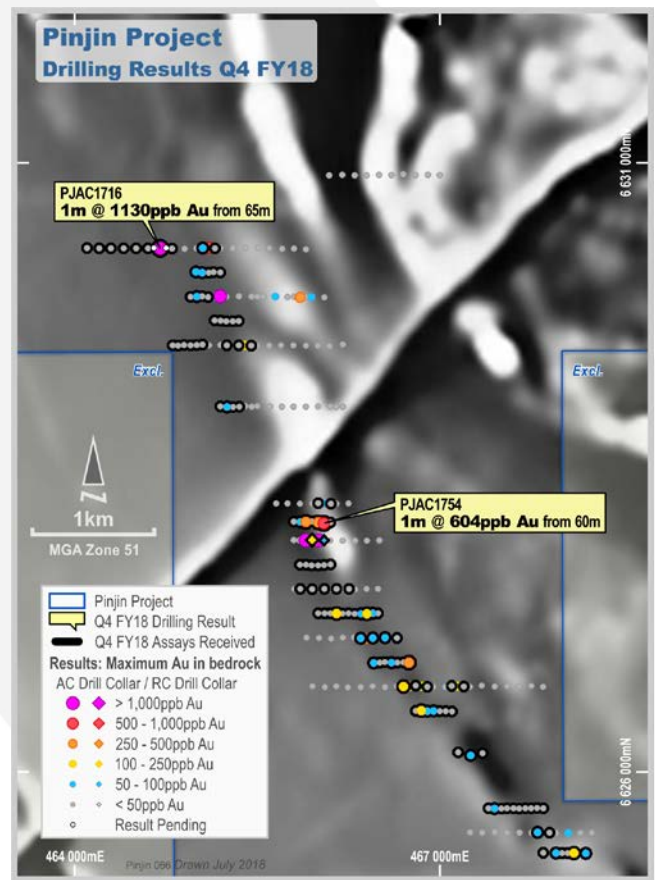 Pinjin Project
Drilling Results Q4 FY18
6 631 000mN
PJAC1716
1m @ 1130ppb Au from 65m
Excl.
Excl.
N
1km
MGA Zone 51
PJAC1754
1m @ 604ppb Au from 60m
Pinjin Project
Q4 FY18 Drilling Result
Q4 FY18 Assays Received
Results: Maximum Au in bedrock
AC Drill Collar / RC Drill Collar
> 1,000ppb Au
500 - 1,000ppb Au
250 - 500ppb Au
100 - 250ppb Au
50 - 100ppb Au
< 50ppb Au
Result Pending
6 626 000mN
464 000mE
Pinjin 066 Drown July 2018
467 000mE